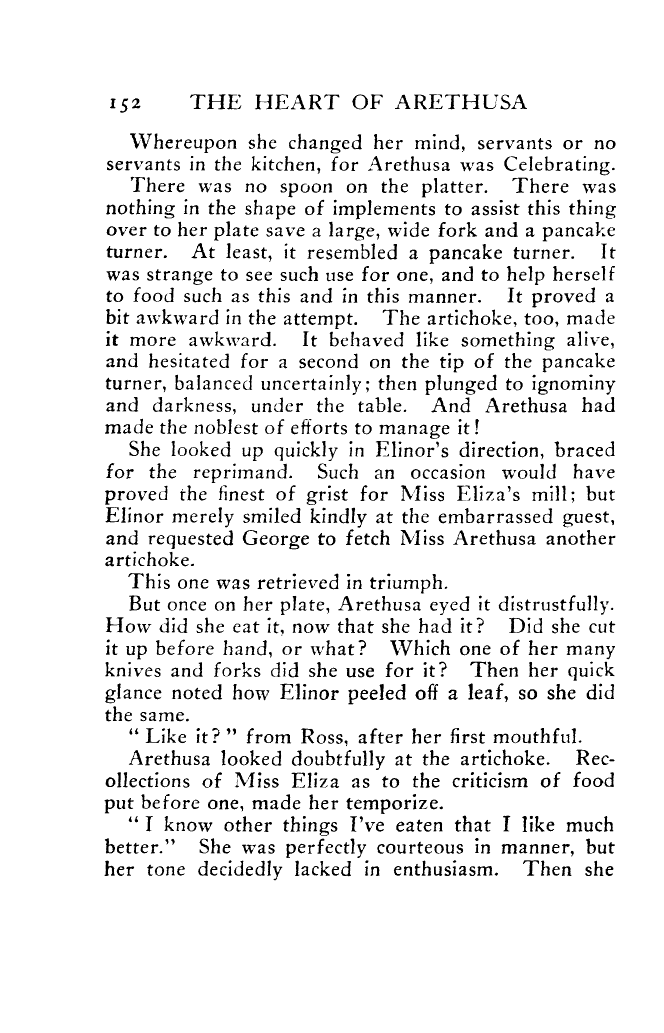 152 THE HEART OF ARETHUSA
Whereupon she changed her mind, servants or no
servants in the kitchen, for Arethusa was Celebrating.
There was no spoon on the platter. There was
nothing in the shape of implements to assist this thing
over to her plate save a large, wide fork and a pancake
turner. At least, it resembled a pancake turner. It
was strange to see such use for one, and to help herself
to food such as this and in this manner. It proved a
bit awkward in the attempt. The artichoke, too, made
it more awkward. It behaved like something alive,
and hesitated for a second on the tip of the pancake
turner, balanced uncertainly; then plunged to ignominy
and darkness, under the table. And Arethusa had
made the noblest of efforts to manage it!
She looked up quickly in Elinor's direction, braced
for the reprimand. Such an occasion would have
proved the finest of grist for Miss Eliza's mill; but
Elinor merely smiled kindly at the embarrassed guest,
and requested George to fetch Miss Arethusa another
artichoke.
This one was retrieved in triumph.
But once on her plate, Arethusa eyed it distrustfully.
How did she eat it, now that she had it? Did she cut
it up before hand, or what? Which one of her many
knives and forks did she use for it? Then her quick
glance noted how Elinor peeled off a leaf, so she did
the same.
"Like it?" from Ross, after her first mouthful.
Arethusa looked doubtfully at the artichoke. Rec-
ollections of Miss Eliza as to the criticism of food
put before one, made her temporize.
"I know other things I've eaten that I like much
better." She was perfectly courteous in manner, but
her tone decidedly lacked in enthusiasm. Then she